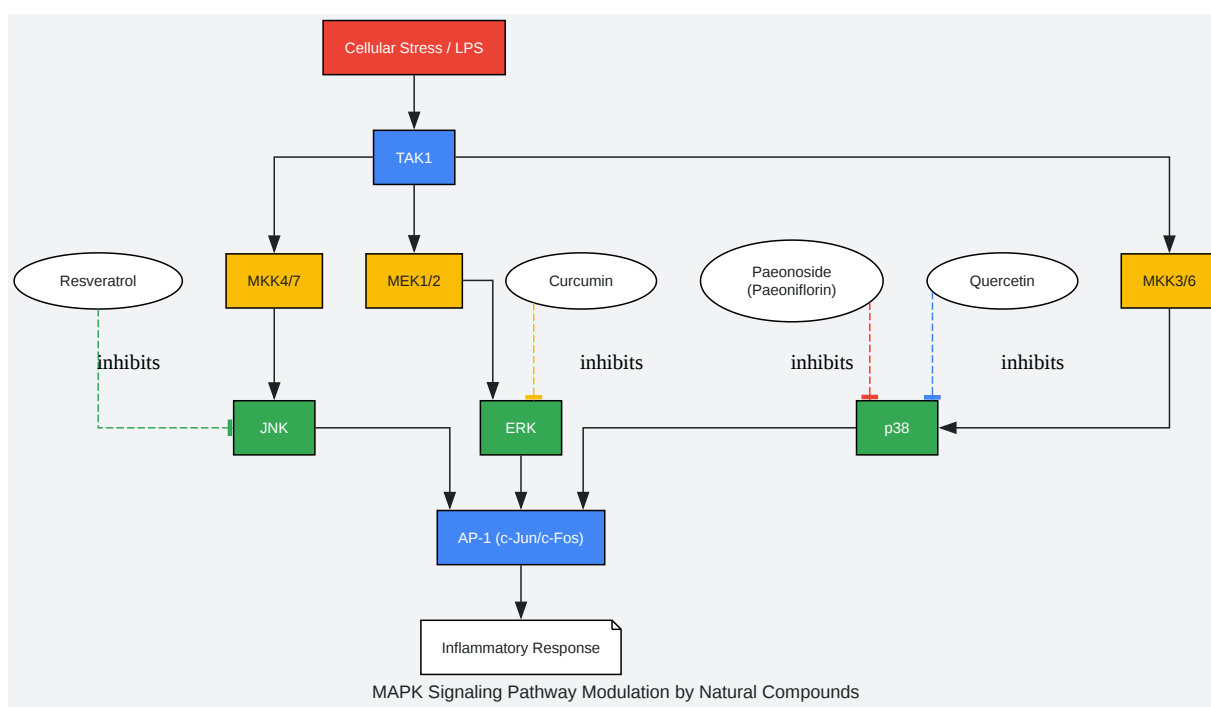 Cellular Stress / LPS
TAK1
Resveratrol
MKK4/7
MEK1/2
Curcumin
Paeonoside
(Paeoniflorin)
Quercetin
MKK3/6
inhibits
inhibits
inhibits
inhibits
JNK
ERK
p38
AP-1 (c-Jun/c-Fos)
Inflammatory Response
MAPK Signaling Pathway Modulation by Natural Compounds